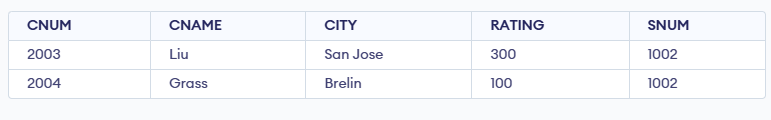 CNUM CNAME CITY RATING SNUM
2003 Liu San Jose 300 1002
2004 Grass Brelin 100 1002